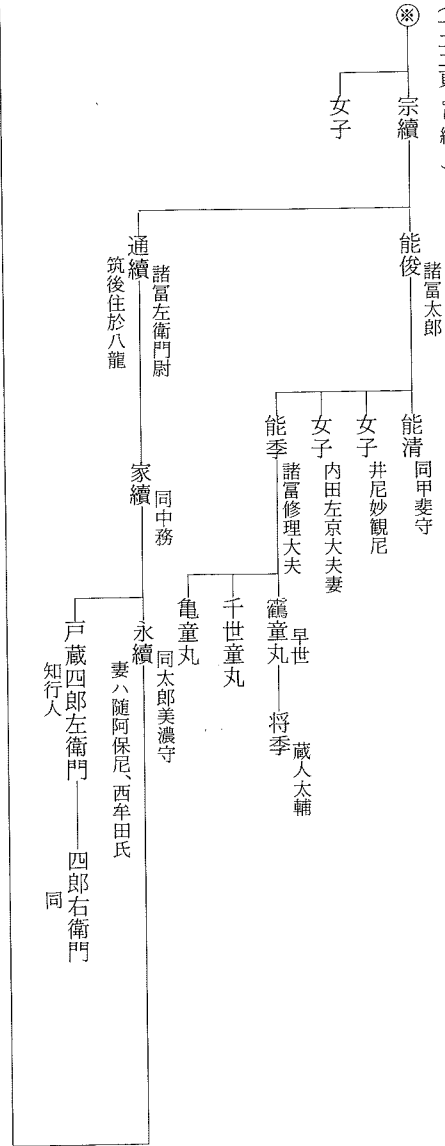 ※
宗續
女子
能俊
諸冨太郎
能清
同甲斐守
女子
井尼妙観尼
女子
内田左京大夫妻
能季
諸冨修理大夫
鶴童丸
早世
将季
蔵人太輔
千世童丸
亀童丸
通續
諸冨左衛門尉
筑後住於八龍
家續
同中務
永續
同太郎美濃守
妻ハ随阿保尼、西牟田氏
戸蔵四郎左衛門
知行人
四郎右衛門
同